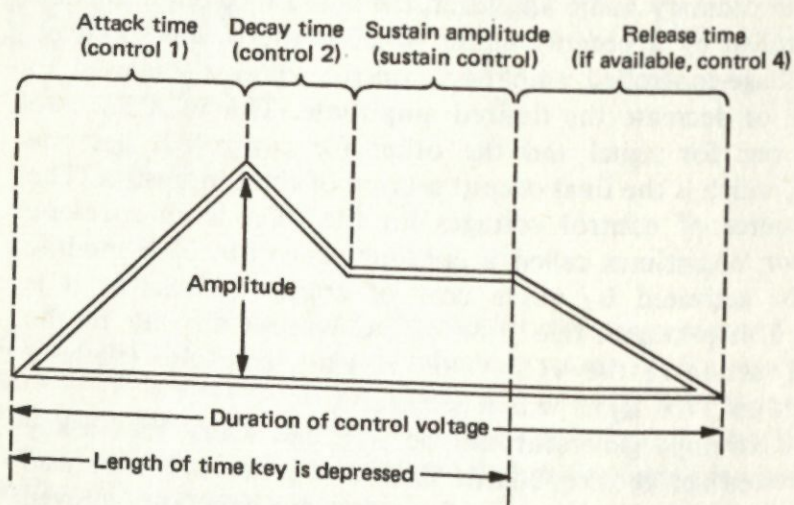 Attack time
(control 1)
Decay time
(control 2)
Sustain amplitude
(sustain control)
Release time
(if available, control 4)
Amplitude
Duration of control voltage
Length of time key is depressed